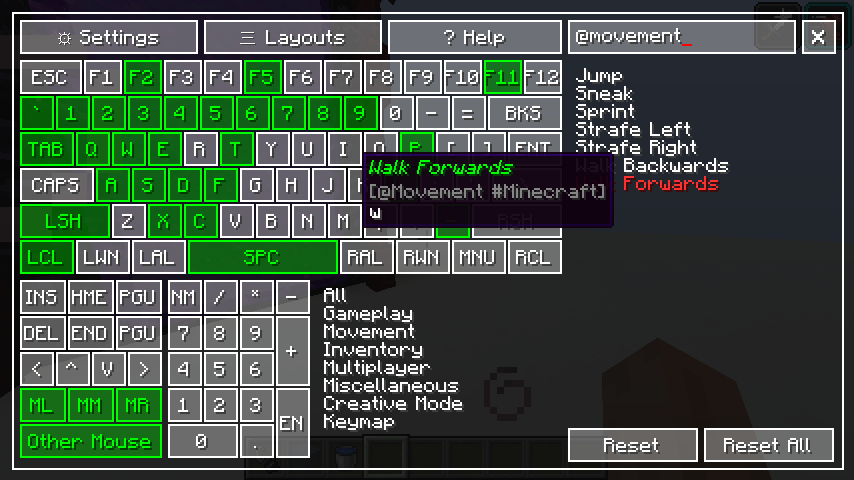 Settings Layouts ? Help @movement_ X
ESC F1 F2 F3 F4 F5 F6 F7 F8 F9 F10 F11 F12
` 1 2 3 4 5 6 7 8 9 0 - = BKS
TAB Q W E R T Y U I O P [ ] ENT
CAPS A S D F G H J
LSH Z X C V B N M RSH
LCL LWN LAL SPC RAL RWN MNU RCL
Jump
Sneak
Sprint
Strafe Left
Strafe Right
Walk Backwards
Forwards
Walk Forwards
[@Movement #Minecraft]
W
INS HME PGU NM / * -
DEL END PGU 7 8 9 +
< ^ V > 4 5 6
ML MM MR 1 2 3 EN
Other Mouse 0 .
All
Gameplay
Movement
Inventory
Multiplayer
Miscellaneous
Creative Mode
Keymap
Reset Reset All